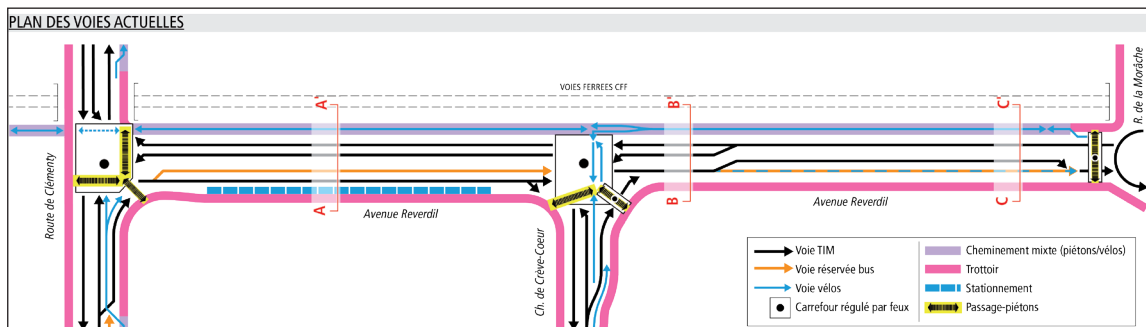 PLAN DES VOIES ACTUELLES
VOIES FERREES CFF
R. de la Morâche
A'
B'
C'
Route de Clémenty
A
Avenue Reverdil
Ch. de Crève-Coeur
B
Avenue Reverdil
C
Voie TIM
Voie réservée bus
Voie vélos
Carrefour régulé par feux
Cheminement mixte (piétons/vélos)
Trottoir
Stationnement
Passage-piétons